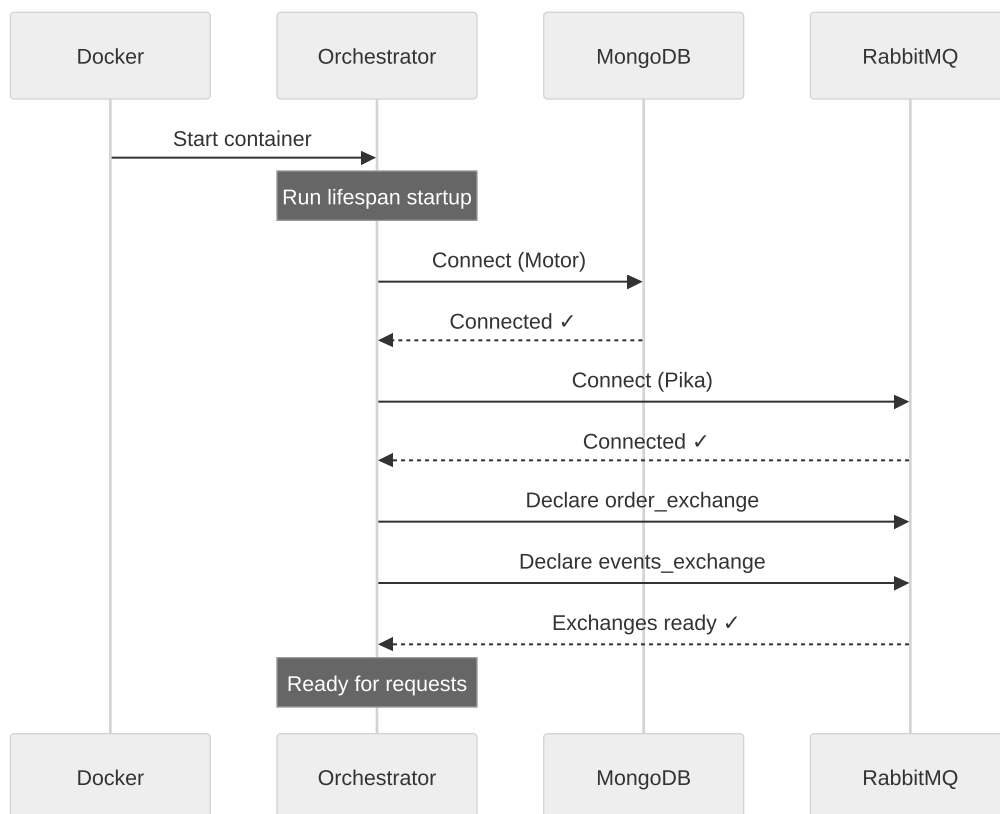 Docker
Orchestrator
MongoDB
RabbitMQ
Start container
Run lifespan startup
Connect (Motor)
Connected ✓
Connect (Pika)
Connected ✓
Declare order_exchange
Declare events_exchange
Exchanges ready ✓
Ready for requests
Docker
Orchestrator
MongoDB
RabbitMQ